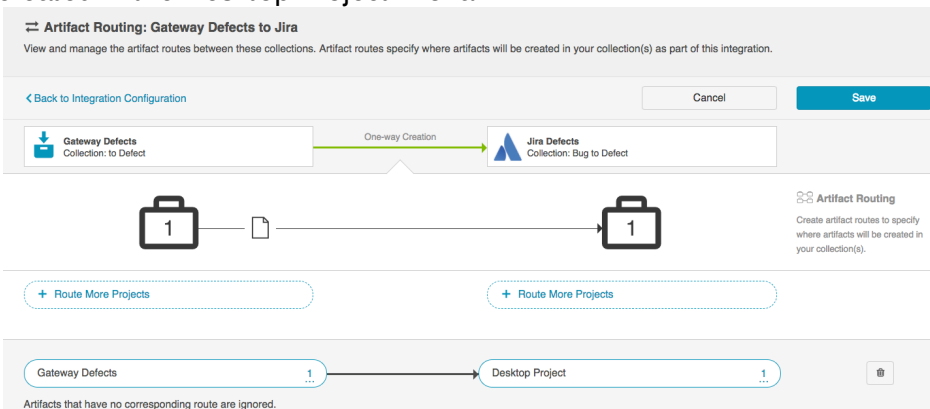 Artifact Routing: Gateway Defects to Jira
View and manage the artifact routes between these collections. Artifact routes specify where artifacts will be created in your collection(s) as part of this integration.
Back to Integration Configuration
Cancel
Save
Gateway Defects
Collection: to Defect
One-way Creation
Jira Defects
Collection: Bug to Defect
1
1
Artifact Routing
Create artifact routes to specify
where artifacts will be created in
your collection(s).
+ Route More Projects
+ Route More Projects
Gateway Defects 1
Desktop Project 1
Artifacts that have no corresponding route are ignored.